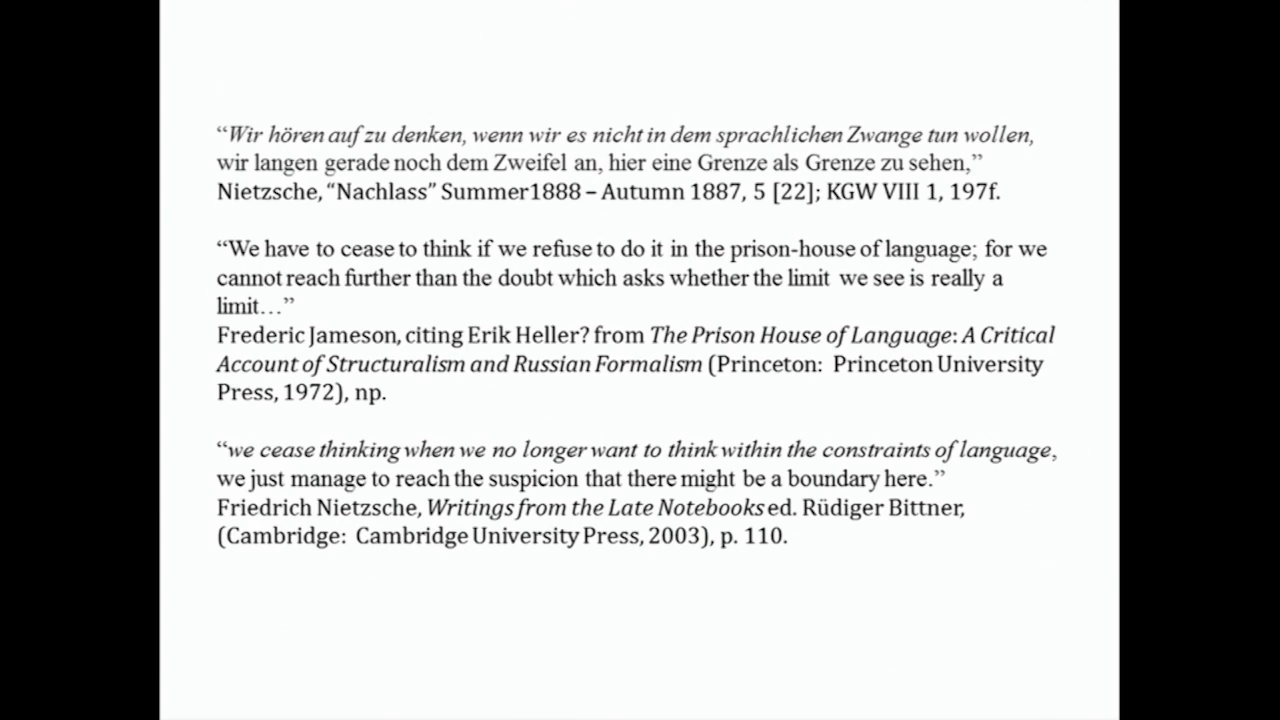 “Wir hören auf zu denken, wenn wir es nicht in dem sprachlichen Zwange tun wollen,
wir langen gerade noch dem Zweifel an, hier eine Grenze als Grenze zu sehen,”
Nietzsche, “Nachlass” Summer1888 – Autumn 1887, 5 [22]; KGW VIII 1, 197f.
“We have to cease to think if we refuse to do it in the prison-house of language; for we
cannot reach further than the doubt which asks whether the limit we see is really a
limit…”
Frederic Jameson, citing Erik Heller? from The Prison House of Language: A Critical
Account of Structuralism and Russian Formalism (Princeton: Princeton University
Press, 1972), np.
“we cease thinking when we no longer want to think within the constraints of language,
we just manage to reach the suspicion that there might be a boundary here.”
Friedrich Nietzsche, Writings from the Late Notebooks ed. Rüdiger Bittner,
(Cambridge: Cambridge University Press, 2003), p. 110.